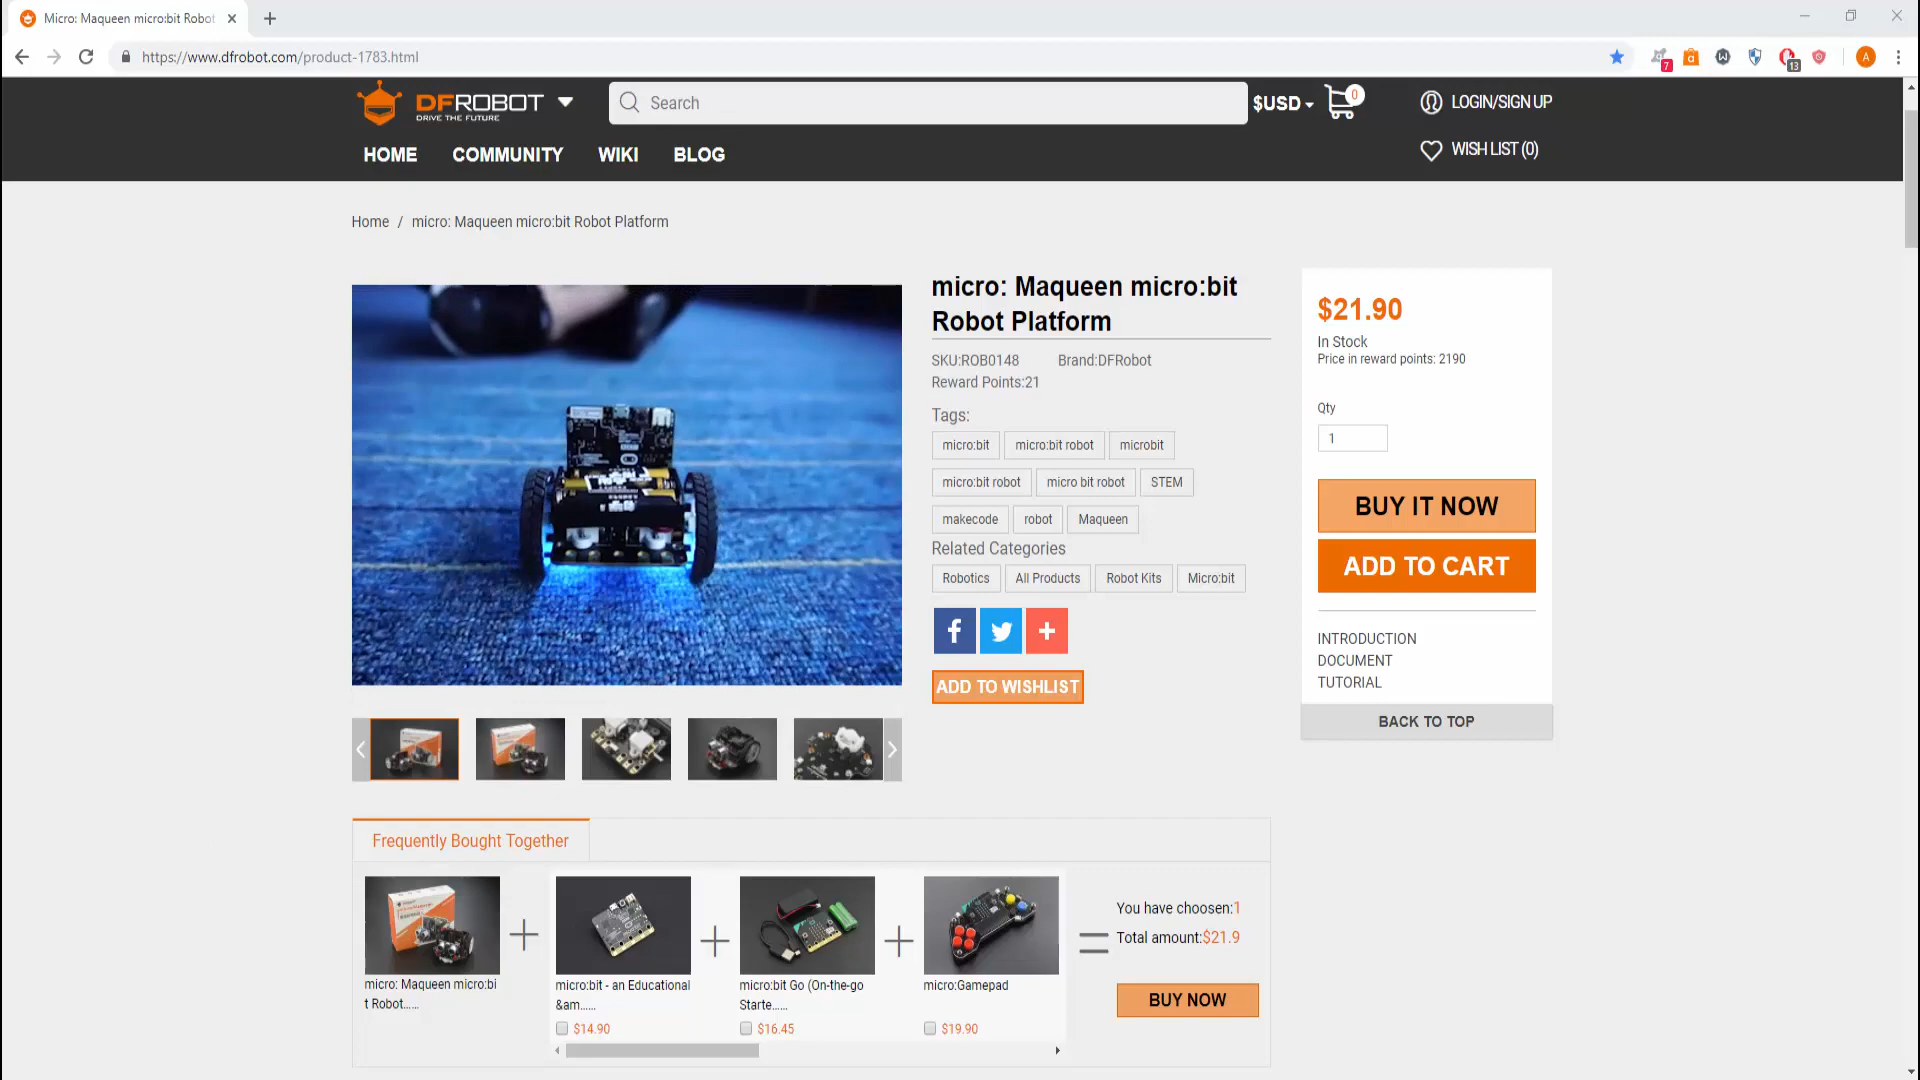 Micro: Maqueen micro:bit Robot
https://www.dfrobot.com/product-1783.html
7
13
A
DFROBOT
DRIVE THE FUTURE
Search
$USD
0
LOGIN/SIGN UP
HOME
COMMUNITY
WIKI
BLOG
WISH LIST (0)
Home / micro: Maqueen micro:bit Robot Platform
micro: Maqueen micro:bit
Robot Platform
SKU:ROB0148 Brand:DFRobot
Reward Points:21
Tags:
micro:bit micro:bit robot microbit
micro:bit robot micro bit robot STEM
makecode robot Maqueen
Related Categories
Robotics All Products Robot Kits Micro:bit
ADD TO WISHLIST
$21.90
In Stock
Price in reward points: 2190
Qty
1
BUY IT NOW
ADD TO CART
INTRODUCTION
DOCUMENT
TUTORIAL
BACK TO TOP
Frequently Bought Together
micro: Maqueen micro:bi
t Robot......
micro:bit - an Educational
&am......
$14.90
micro:bit Go (On-the-go
Starte......
$16.45
micro:Gamepad
$19.90
You have choosen:1
Total amount:$21.9
BUY NOW